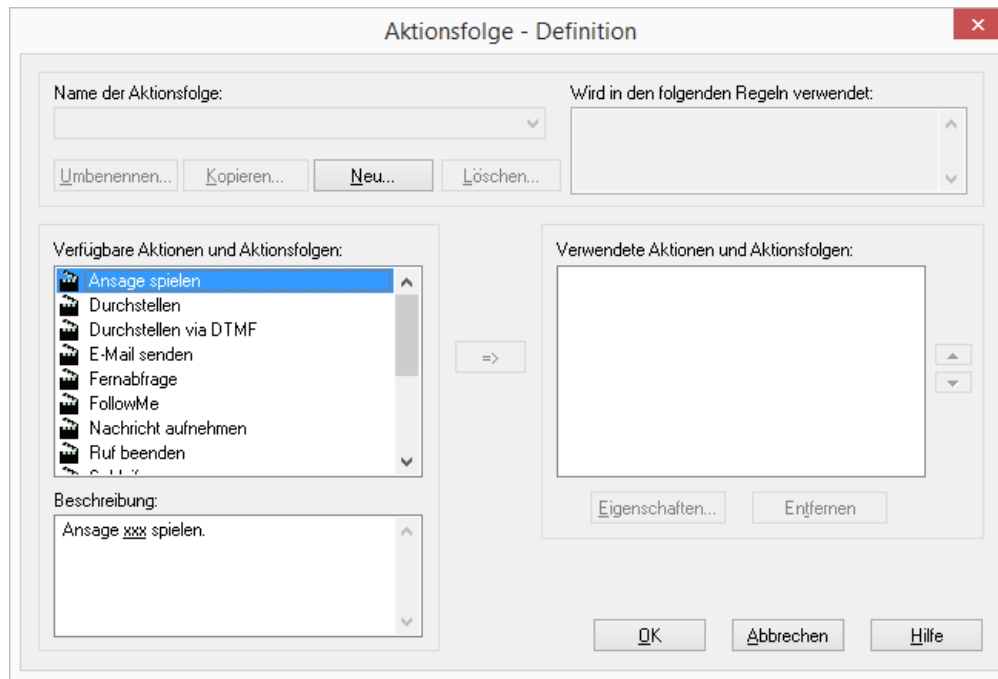 Aktionsfolge - Definition
Name der Aktionsfolge:
Wird in den folgenden Regeln verwendet:
Umbenennen... Kopieren... Neu... Löschen...
Verfügbare Aktionen und Aktionsfolgen:
Verwendete Aktionen und Aktionsfolgen:
Ansage spielen
Durchstellen
Durchstellen via DTMF
E-Mail senden
Fernabfrage
FollowMe
Nachricht aufnehmen
Ruf beenden
=>
Beschreibung:
Ansage xxx spielen.
Eigenschaften... Entfernen
OK Abbrechen Hilfe